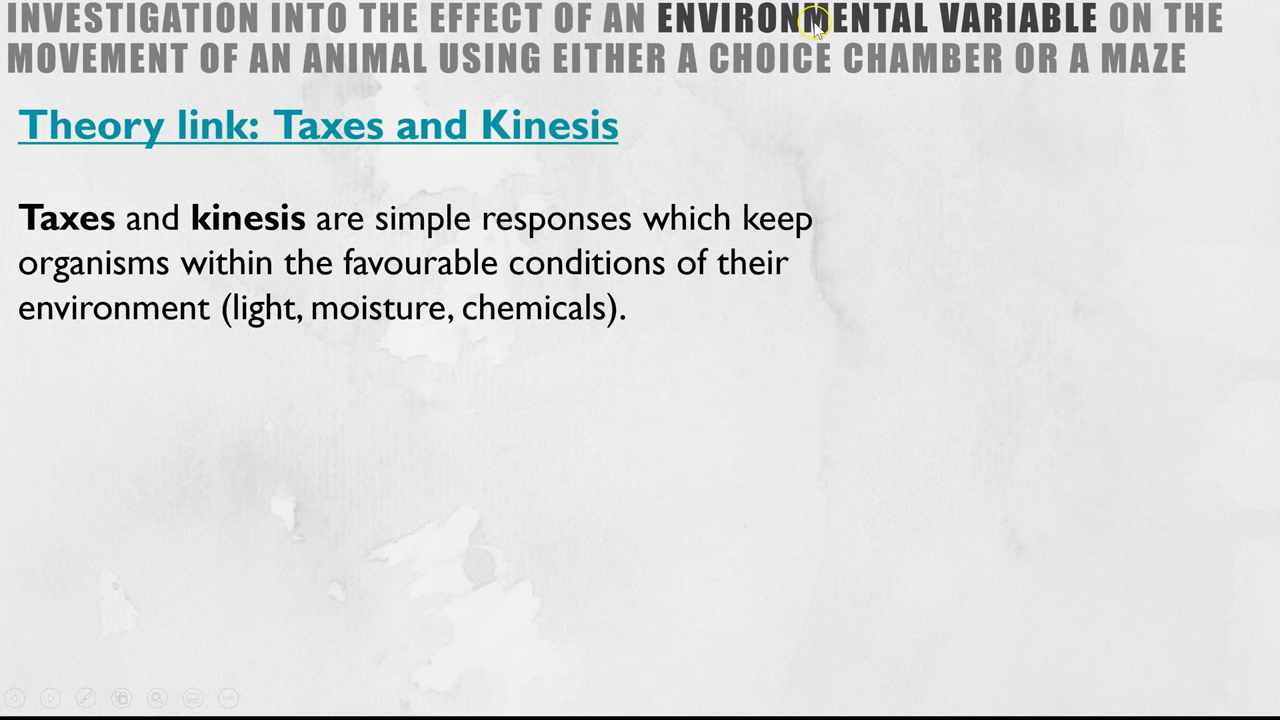 INVESTIGATION INTO THE EFFECT OF AN ENVIRONMENTAL VARIABLE ON THE
MOVEMENT OF AN ANIMAL USING EITHER A CHOICE CHAMBER OR A MAZE
Theory link: Taxes and Kinesis
Taxes and kinesis are simple responses which keep
organisms within the favourable conditions of their
environment (light, moisture, chemicals).